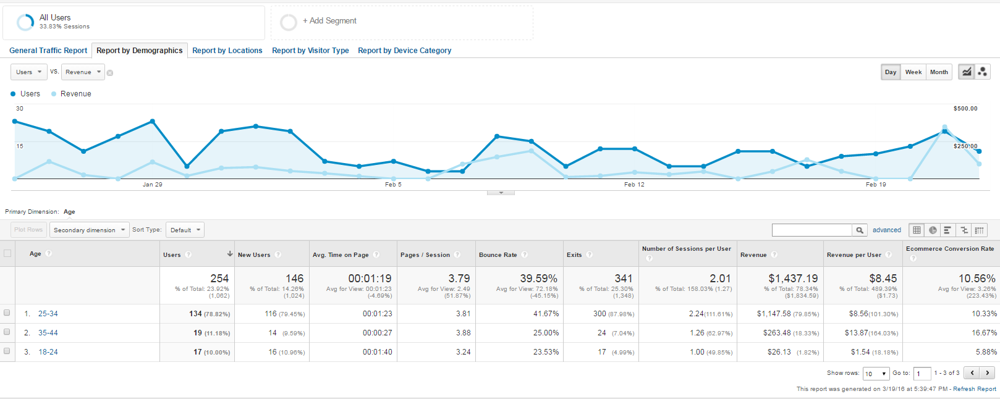 All Users
33.83% Sessions
+ Add Segment
General Traffic Report Report by Demographics Report by Locations Report by Visitor Type Report by Device Category
Users VS. Revenue Day Week Month
Users Revenue
30 $500.00
15 $250.00
Jan 29 Feb 5 Feb 12 Feb 19
Primary Dimension: Age
Plot Rows Secondary dimension Sort Type: Default advanced
Age ? Users ? New Users ? Avg. Time on Page ? Pages / Session ? Bounce Rate ? Exits ? Number of Sessions per User ? Revenue ? Revenue per User ? Ecommerce Conversion Rate ?
254 146 00:01:19 3.79 39.59% 341 2.01 $1,437.19 $8.45 10.56%
% of Total: 23.92% % of Total: 14.26% Avg for View: 00:01:23 Avg for View: 2.49 Avg for View: 72.18% % of Total: 25.30% % of Total: 158.03% (1.27) % of Total: 78.34% % of Total: 489.39% Avg for View: 3.26%
(1,062) (1,024) (-4.69%) (51.87%) (-45.15%) (1,348) ($1,834.59) ($1.73) (223.43%)
1. 25-34 134 (78.82%) 116 (79.45%) 00:01:23 3.81 41.67% 300 (87.98%) 2.24(111.61%) $1,147.58 (79.85%) $8.56(101.30%) 10.33%
2. 35-44 19 (11.18%) 14 (9.59%) 00:00:27 3.88 25.00% 24 (7.04%) 1.26 (62.97%) $263.48 (18.33%) $13.87(164.03%) 16.67%
3. 18-24 17 (10.00%) 16 (10.96%) 00:01:40 3.24 23.53% 17 (4.99%) 1.00 (49.85%) $26.13 (1.82%) $1.54 (18.18%) 5.88%
Show rows: 10 Go to: 1 1 - 3 of 3
This report was generated on 3/19/16 at 5:39:47 PM - Refresh Report